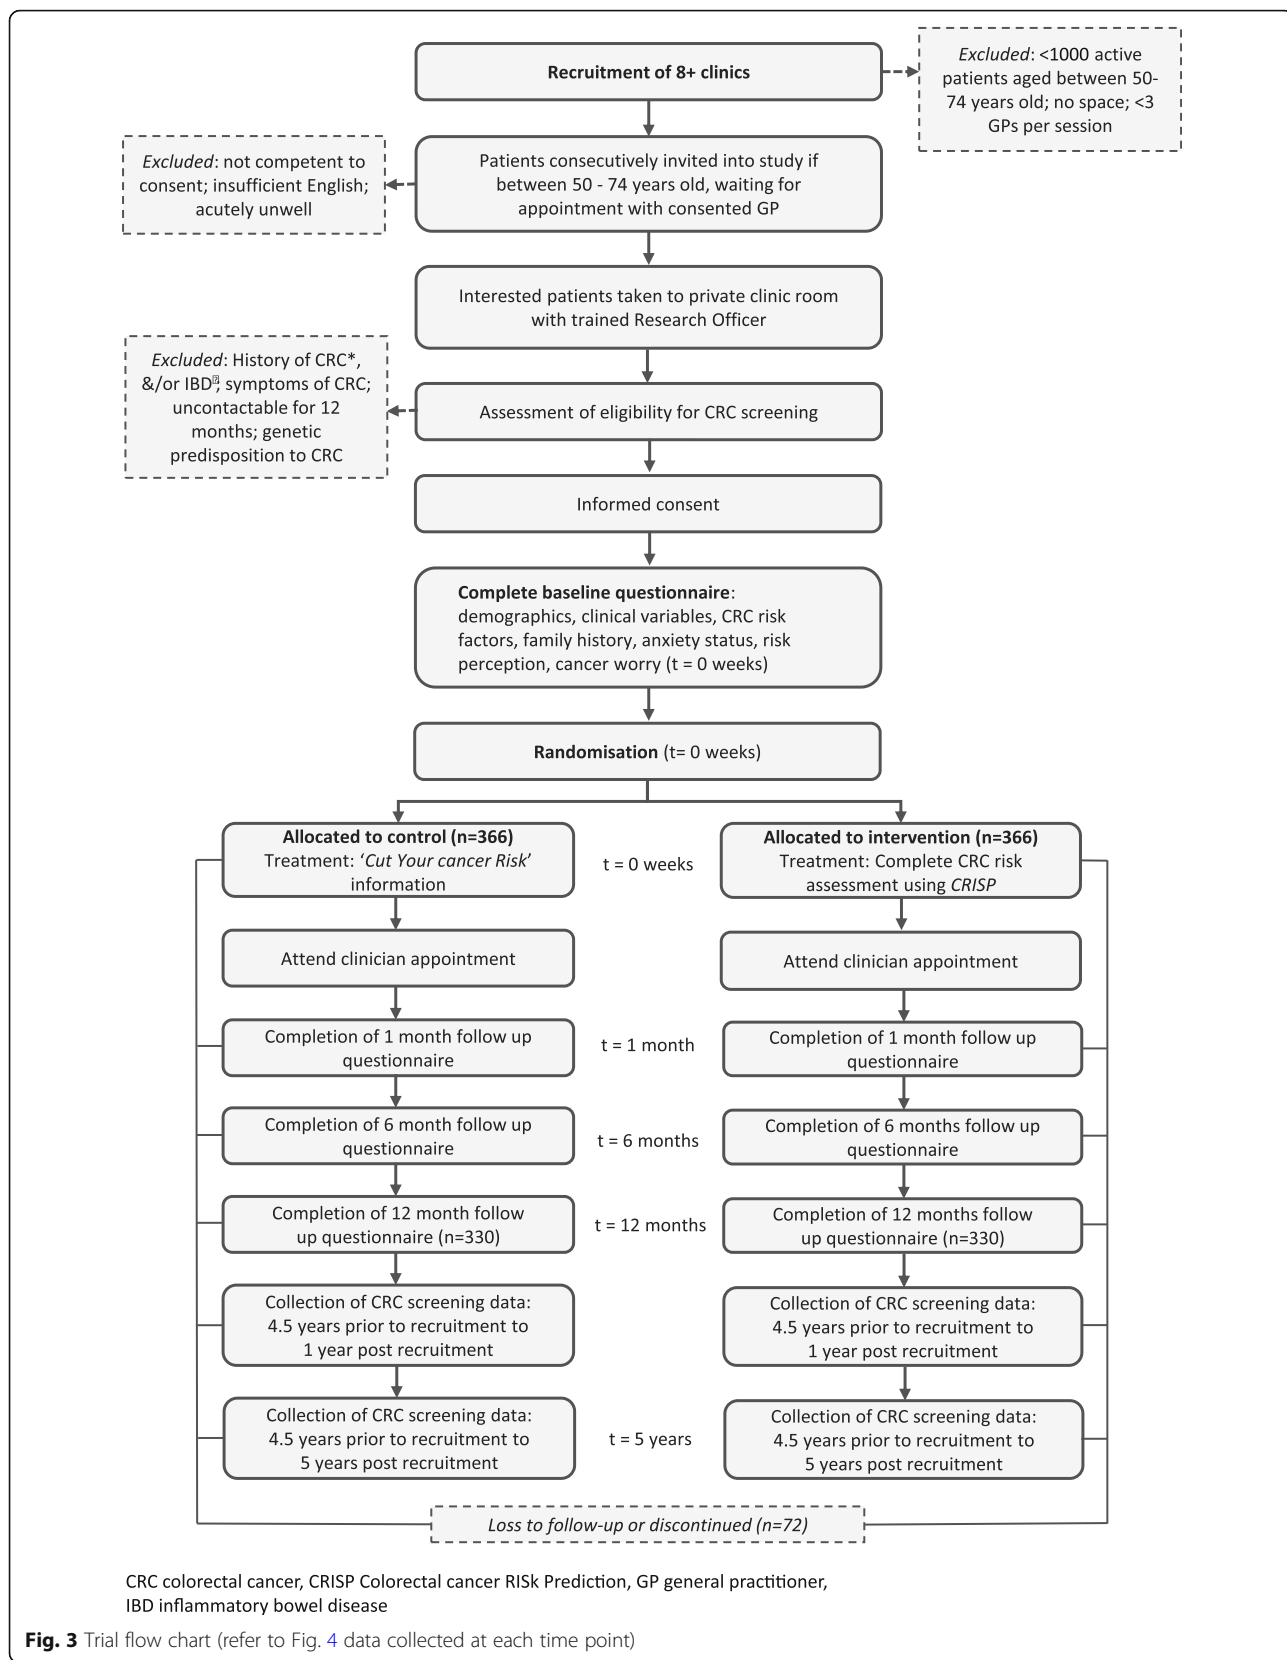 Recruitment of 8+ clinics
Excluded: <1000 active
patients aged between 50-
74 years old; no space; <3
GPs per session
Excluded: not competent to
consent; insufficient English;
acutely unwell
Patients consecutively invited into study if
between 50 - 74 years old, waiting for
appointment with consented GP
Interested patients taken to private clinic room
with trained Research Officer
Excluded: History of CRC*,
&/or IBD; symptoms of CRC;
uncontactable for 12
months; genetic
predisposition to CRC
Assessment of eligibility for CRC screening
Informed consent
Complete baseline questionnaire:
demographics, clinical variables, CRC risk
factors, family history, anxiety status, risk
perception, cancer worry (t = 0 weeks)
Randomisation (t= 0 weeks)
Allocated to control (n=366)
Treatment: ‘Cut Your cancer Risk’
information
t = 0 weeks
Allocated to intervention (n=366)
Treatment: Complete CRC risk
assessment using CRISP
Attend clinician appointment
Attend clinician appointment
Completion of 1 month follow up
questionnaire
t = 1 month
Completion of 1 month follow up
questionnaire
Completion of 6 month follow up
questionnaire
t = 6 months
Completion of 6 months follow up
questionnaire
Completion of 12 month follow
up questionnaire (n=330)
t = 12 months
Completion of 12 months follow
up questionnaire (n=330)
Collection of CRC screening data:
4.5 years prior to recruitment to
1 year post recruitment
Collection of CRC screening data:
4.5 years prior to recruitment to
1 year post recruitment
Collection of CRC screening data:
4.5 years prior to recruitment to
5 years post recruitment
t = 5 years
Collection of CRC screening data:
4.5 years prior to recruitment to
5 years post recruitment
Loss to follow-up or discontinued (n=72)
CRC colorectal cancer, CRISP Colorectal cancer RISk Prediction, GP general practitioner,
IBD inflammatory bowel disease
Fig. 3 Trial flow chart (refer to Fig. 4 data collected at each time point)